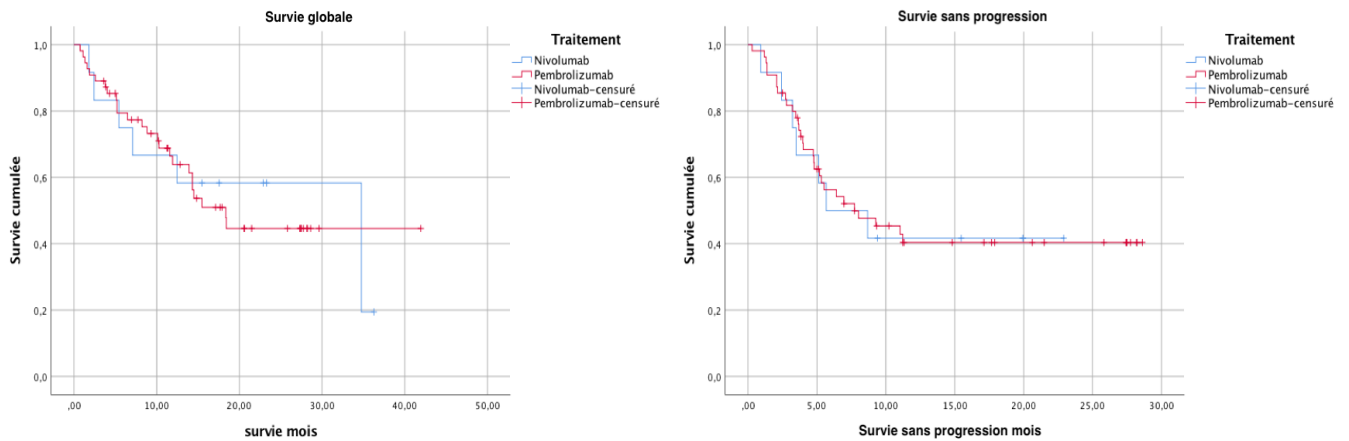 Survie globale
Survie cumulée
1,0
0,8
0,6
0,4
0,2
0,0
,00
10,00
20,00
30,00
40,00
50,00
survie mois
Traitement
Nivolumab
Pembrolizumab
Nivolumab-censuré
Pembrolizumab-censuré
Survie sans progression
Survie cumulée
1,0
0,8
0,6
0,4
0,2
0,0
,00
5,00
10,00
15,00
20,00
25,00
30,00
Survie sans progression mois
Traitement
Nivolumab
Pembrolizumab
Nivolumab-censuré
Pembrolizumab-censuré